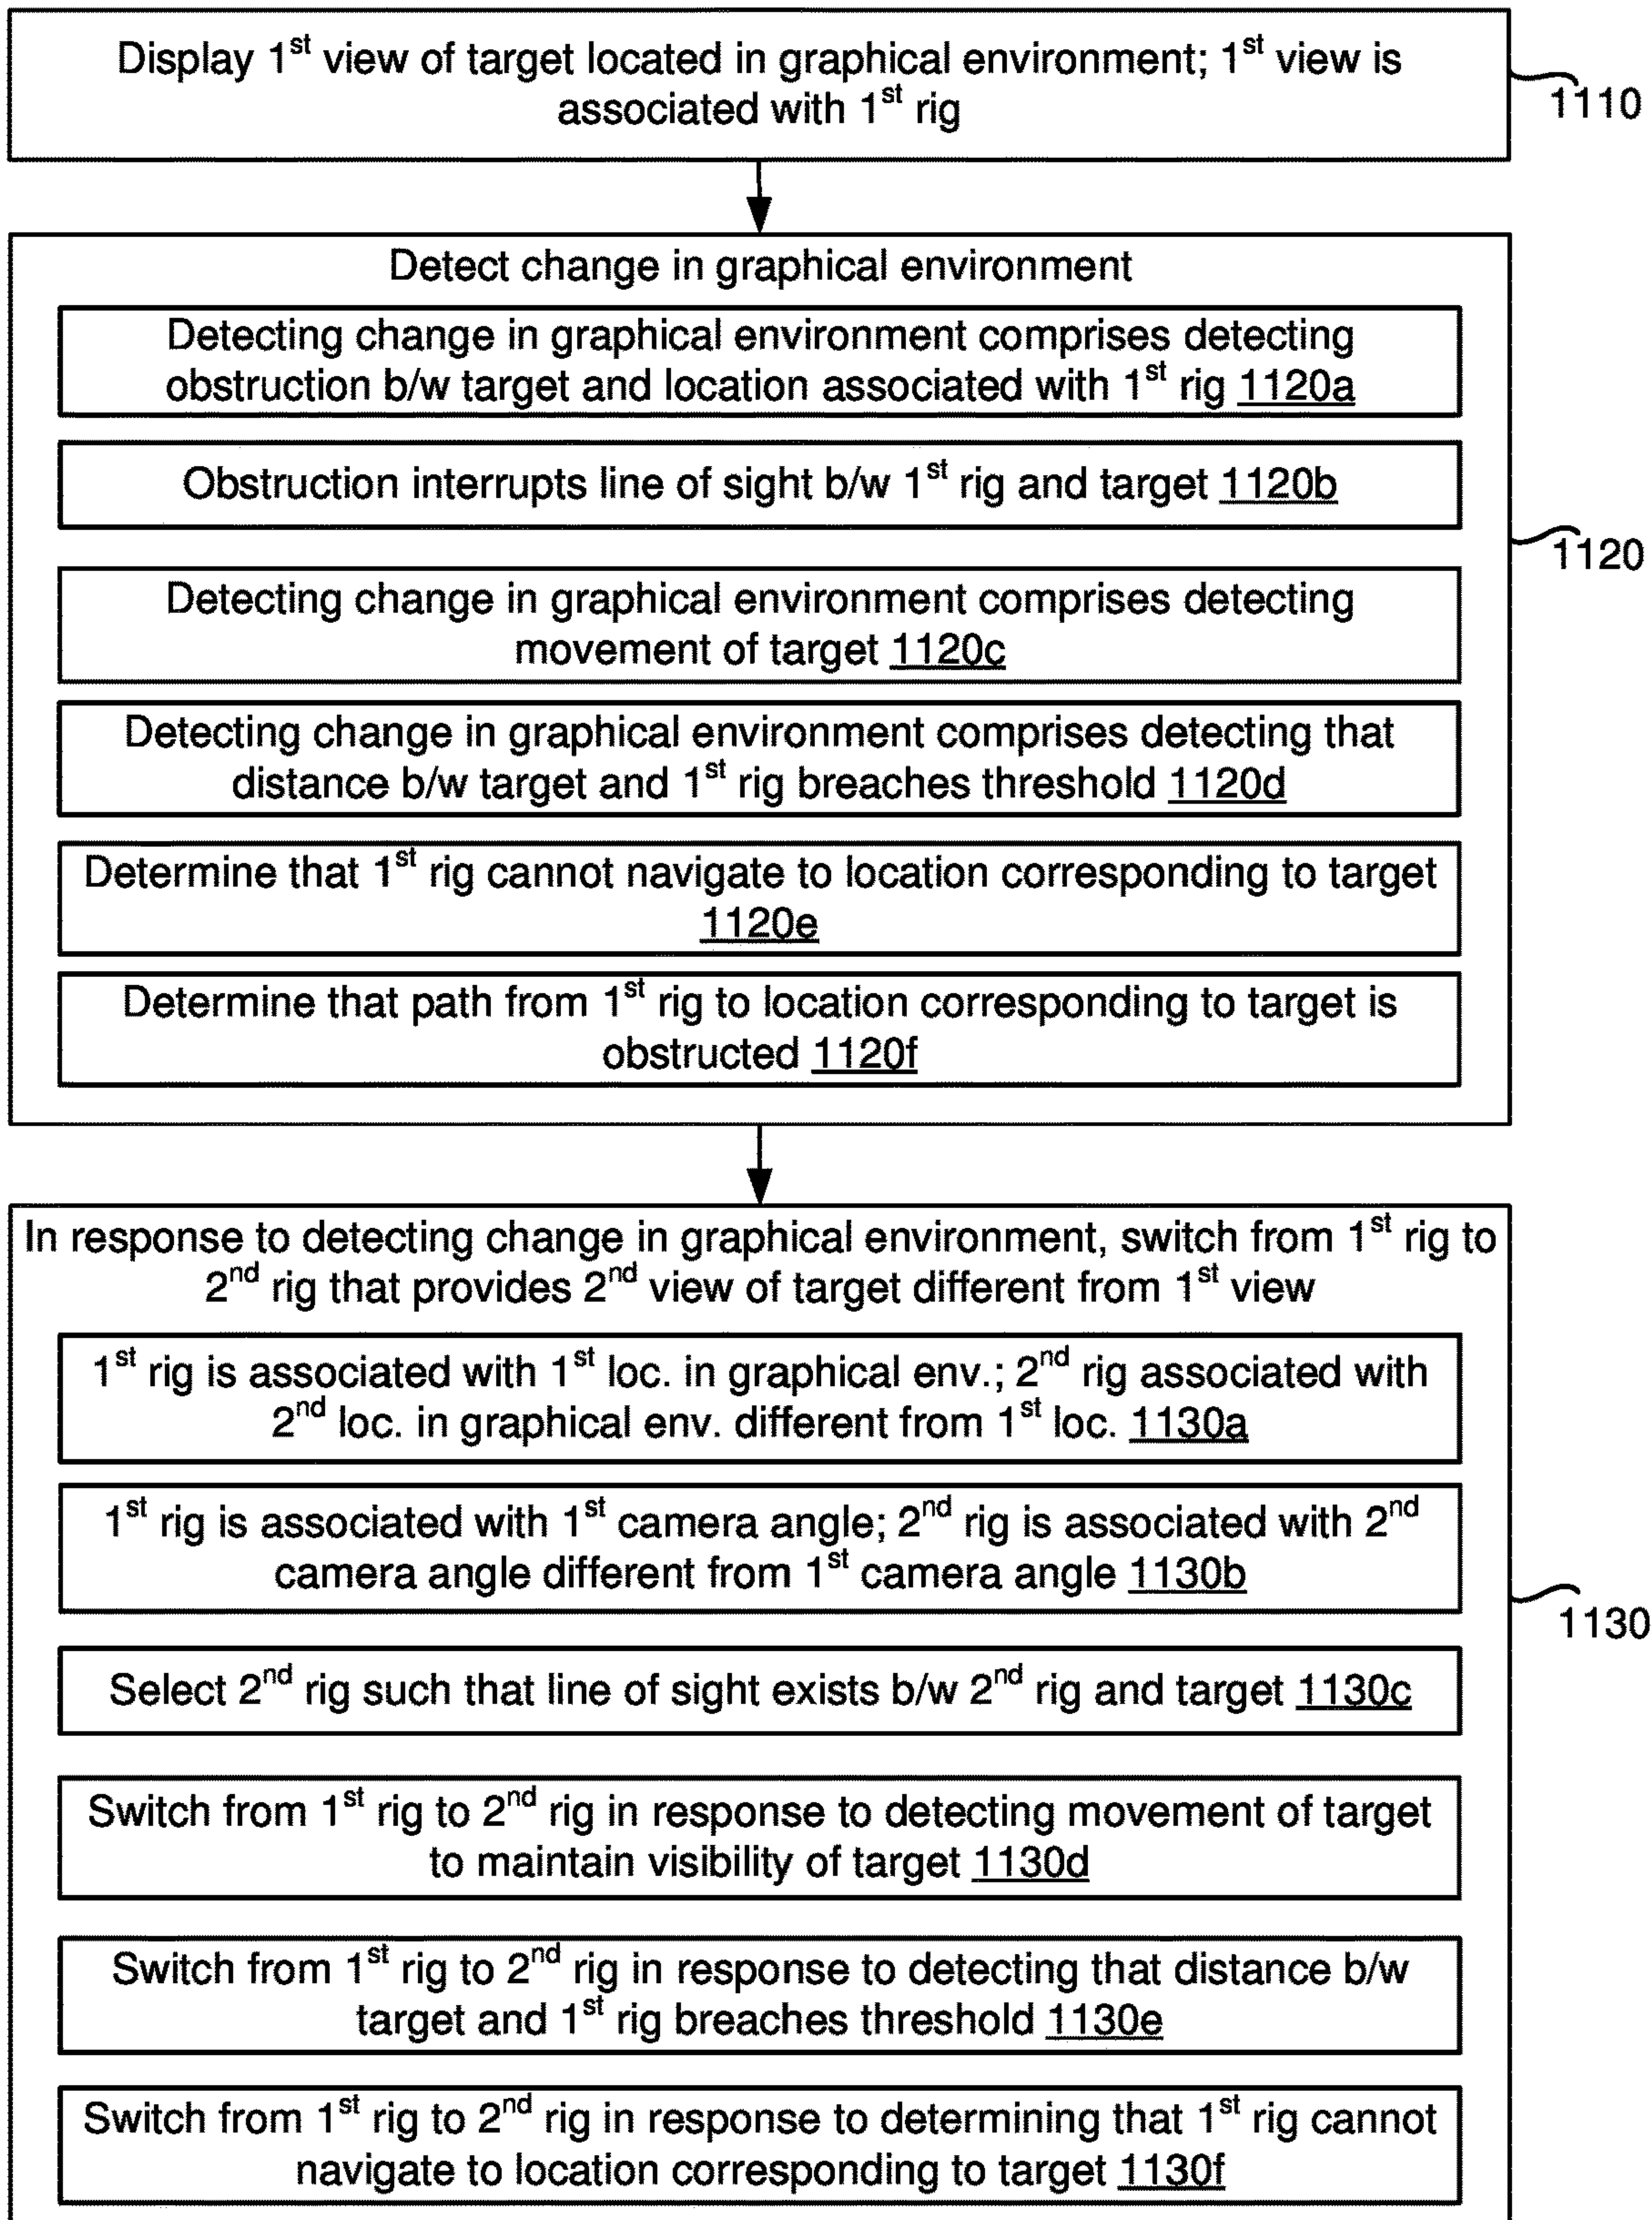 Display 1st view of target located in graphical environment; 1st view is
associated with 1st rig
1110
Detect change in graphical environment
Detecting change in graphical environment comprises detecting
obstruction b/w target and location associated with 1st rig 1120a
Obstruction interrupts line of sight b/w 1st rig and target 1120b
1120
Detecting change in graphical environment comprises detecting
movement of target 1120c
Detecting change in graphical environment comprises detecting that
distance b/w target and 1st rig breaches threshold 1120d
Determine that 1st rig cannot navigate to location corresponding to target
1120e
Determine that path from 1st rig to location corresponding to target is
obstructed 1120f
In response to detecting change in graphical environment, switch from 1st rig to
2nd rig that provides 2nd view of target different from 1st view
1st rig is associated with 1st loc. in graphical env.; 2nd rig associated with
2nd loc. in graphical env. different from 1st loc. 1130a
1st rig is associated with 1st camera angle; 2nd rig is associated with 2nd
camera angle different from 1st camera angle 1130b
1130
Select 2nd rig such that line of sight exists b/w 2nd rig and target 1130c
Switch from 1st rig to 2nd rig in response to detecting movement of target
to maintain visibility of target 1130d
Switch from 1st rig to 2nd rig in response to detecting that distance b/w
target and 1st rig breaches threshold 1130e
Switch from 1st rig to 2nd rig in response to determining that 1st rig cannot
navigate to location corresponding to target 1130f